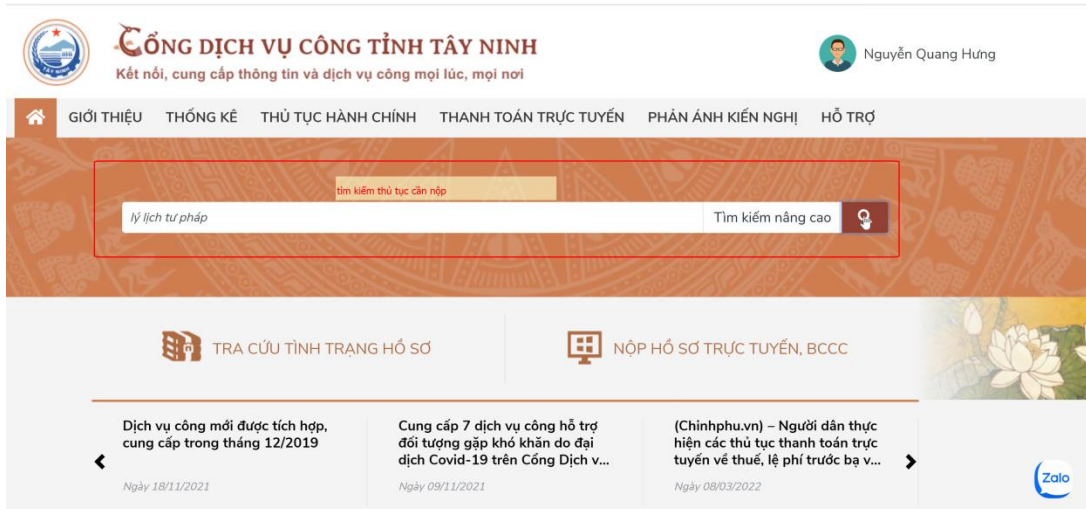 TÂY NINH
CỔNG DỊCH VỤ CÔNG TỈNH TÂY NINH
Kết nối, cung cấp thông tin và dịch vụ công mọi lúc, mọi nơi
Nguyễn Quang Hưng
GIỚI THIỆU THỐNG KÊ THỦ TỤC HÀNH CHÍNH THANH TOÁN TRỰC TUYẾN PHẢN ÁNH KIẾN NGHỊ HỖ TRỢ
tìm kiếm thủ tục cần nộp
lý lịch tư pháp Tìm kiếm nâng cao
TRA CỨU TÌNH TRẠNG HỒ SƠ NỘP HỒ SƠ TRỰC TUYẾN, BCCC
Dịch vụ mới được tích hợp,
cung cấp trong tháng 12/2019
Ngày 18/11/2021
Cung cấp 7 dịch vụ công hỗ trợ
đối tượng gặp khó khăn do đại
dịch Covid-19 trên Cổng Dịch v...
Ngày 09/11/2021
(Chinhphu.vn) – Người dân thực
hiện các thủ tục thanh toán trực
tuyến về thuế, lệ phí trước bạ v...
Ngày 08/03/2022
Zalo